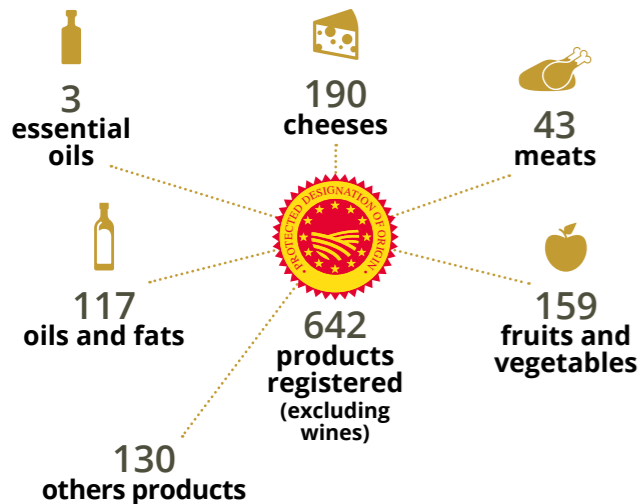 3
essential
oils
190
cheeses
43
meats
• PROTECTED DESIGNATION OF ORIGIN •
117
oils and fats
642
products
registered
(excluding
wines)
159
fruits and
vegetables
130
others products